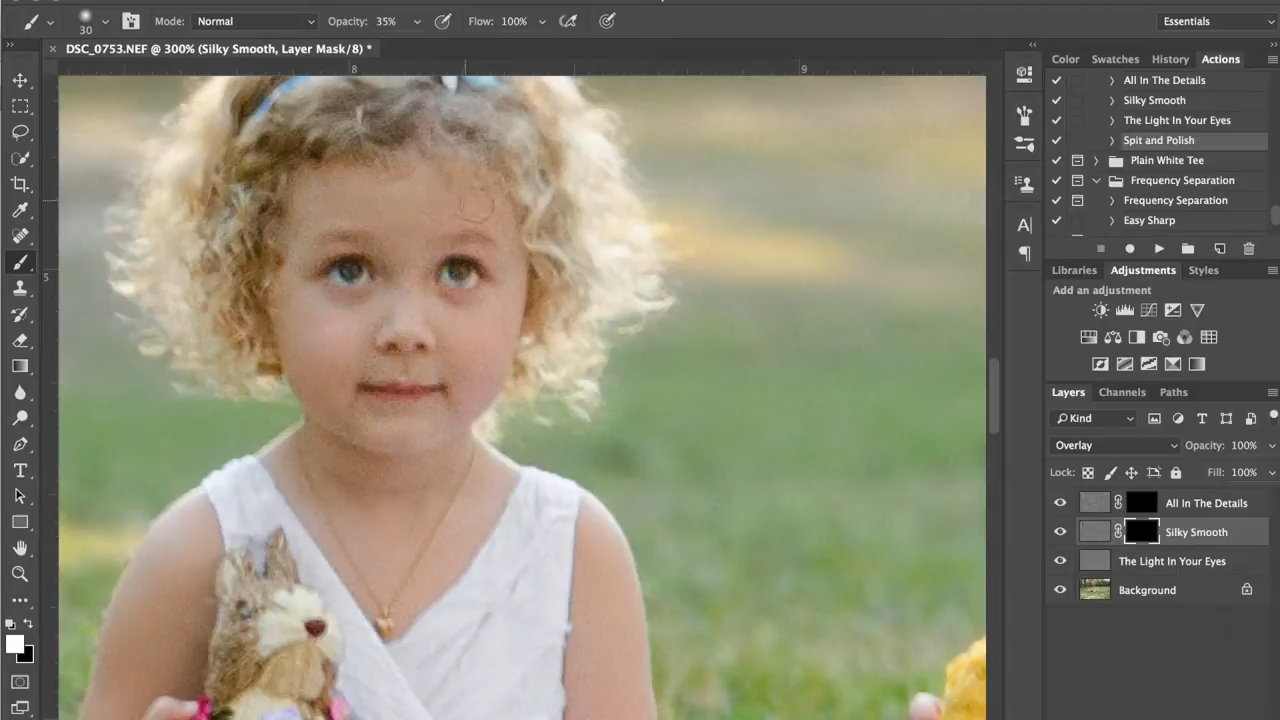 30 Mode: Normal Opacity: 35% Flow: 100% Essentials
DSC_0753.NEF @ 300% (Silky Smooth, Layer Mask/8) *
8 9
5
Color Swatches History Actions
All In The Details
Silky Smooth
The Light In Your Eyes
Spit and Polish
Plain White Tee
Frequency Separation
Frequency Separation
Easy Sharp
Libraries Adjustments Styles
Add an adjustment
Layers Channels Paths
Kind
Overlay Opacity: 100%
Lock: Fill: 100%
All In The Details
Silky Smooth
The Light In Your Eyes
Background